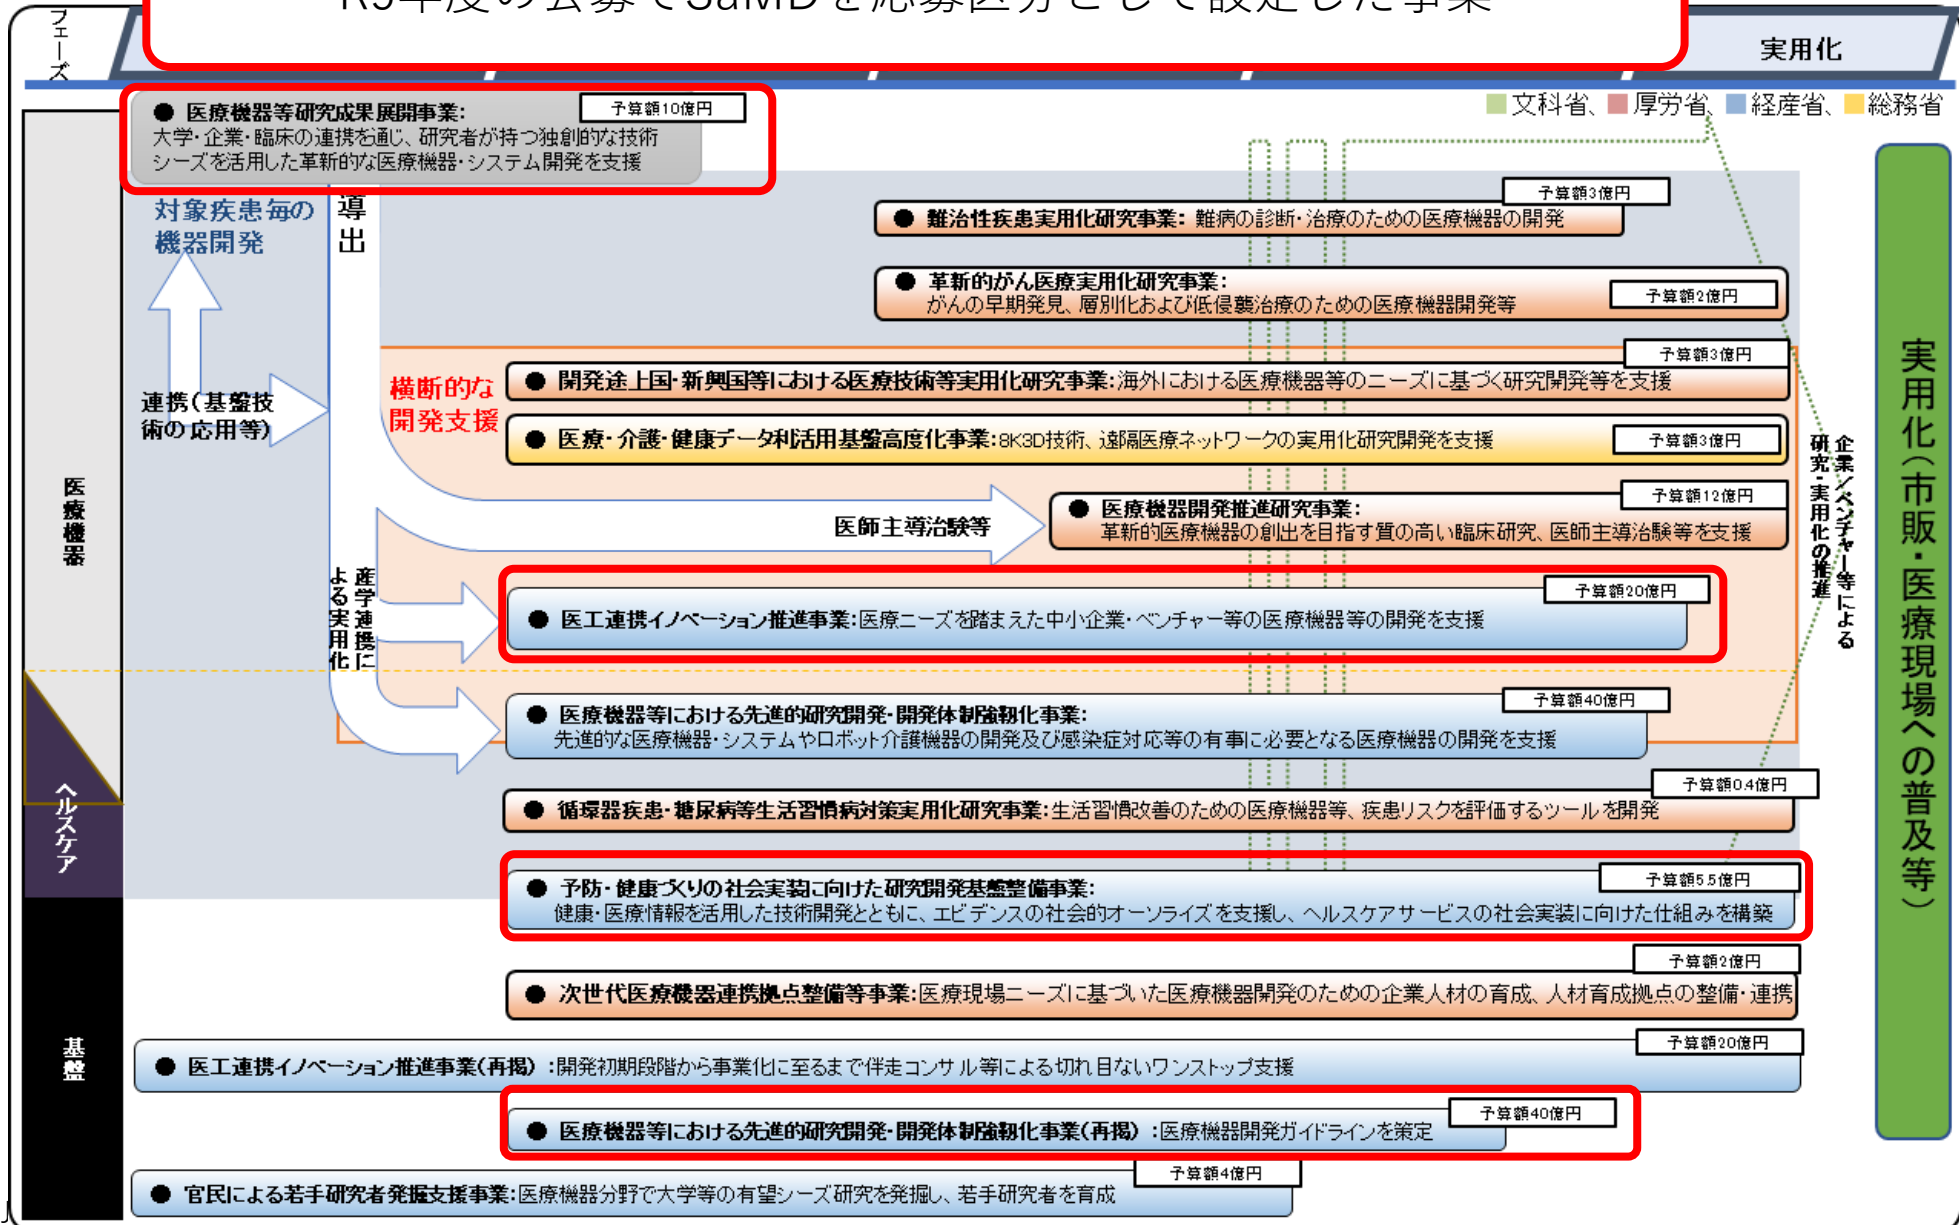 R5年度の公募でSaMDを応募区分として設定した事業
フェーズ
実用化
文科省、厚労省、経産省、総務省
● 医療機器等研究成果展開事業:
予算額10億円
大学・企業・臨床の連携を通じ、研究者が持つ独創的な技術
シーズを活用した革新的な医療機器・システム開発を支援
対象疾患毎の
機器開発
導出
予算額3億円
● 難治性疾患実用化研究事業: 難病の診断・治療のための医療機器の開発
● 革新的がん医療実用化研究事業:
がんの早期発見、層別化および低侵襲治療のための医療機器開発等
予算額2億円
連携(基盤技
術の応用等)
横断的な
開発支援
予算額3億円
● 開発途上国・新興国等における医療技術等実用化研究事業:海外における医療機器等のニーズに基づく研究開発等を支援
● 医療・介護・健康データ利活用基盤高度化事業:8K3D技術、遠隔医療ネットワークの実用化研究開発を支援
予算額3億円
医師主導治験等
予算額12億円
● 医療機器開発推進研究事業:
革新的医療機器の創出を目指す質の高い臨床研究、医師主導治験等を支援
産学連携に
よる実用化
予算額20億円
● 医工連携イノベーション推進事業:医療ニーズを踏まえた中小企業・ベンチャー等の医療機器等の開発を支援
予算額40億円
● 医療機器等における先進的研究開発・開発体制強靭化事業:
先進的な医療機器・システムやロボット介護機器の開発及び感染症対応等の有事に必要となる医療機器の開発を支援
予算額0.4億円
● 循環器疾患・糖尿病等生活習慣病対策実用化研究事業:生活習慣改善のための医療機器等、疾患リスクを評価するツールを開発
予算額5.5億円
● 予防・健康づくりの社会実装に向けた研究開発基盤整備事業:
健康・医療情報を活用した技術開発とともに、エビデンスの社会的オーソライズを支援し、ヘルスケアサービスの社会実装に向けた仕組みを構築
予算額2億円
● 次世代医療機器連携拠点整備等事業:医療現場ニーズに基づいた医療機器開発のための企業人材の育成、人材育成拠点の整備・連携
予算額20億円
● 医工連携イノベーション推進事業(再掲):開発初期段階から事業化に至るまで伴走コンサル等による切れ目ないワンストップ支援
予算額40億円
● 医療機器等における先進的研究開発・開発体制強靭化事業(再掲):医療機器開発ガイドラインを策定
予算額4億円
● 官民による若手研究者発掘支援事業:医療機器分野で大学等の有望シーズ研究を発掘し、若手研究者を育成
医療機器
ヘルスケア
基盤
企業／ベンチャー等による
研究・実用化の推進
実用化(市販・医療現場への普及等)